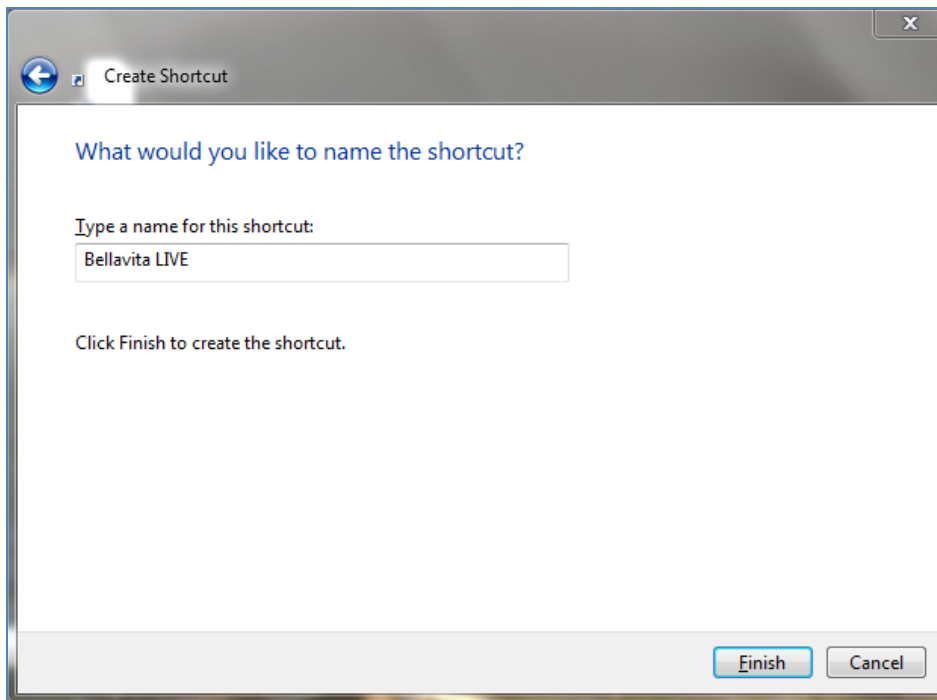 X
Create Shortcut
What would you like to name the shortcut?
Type a name for this shortcut:
Bellavita LIVE
Click Finish to create the shortcut.
Finish Cancel